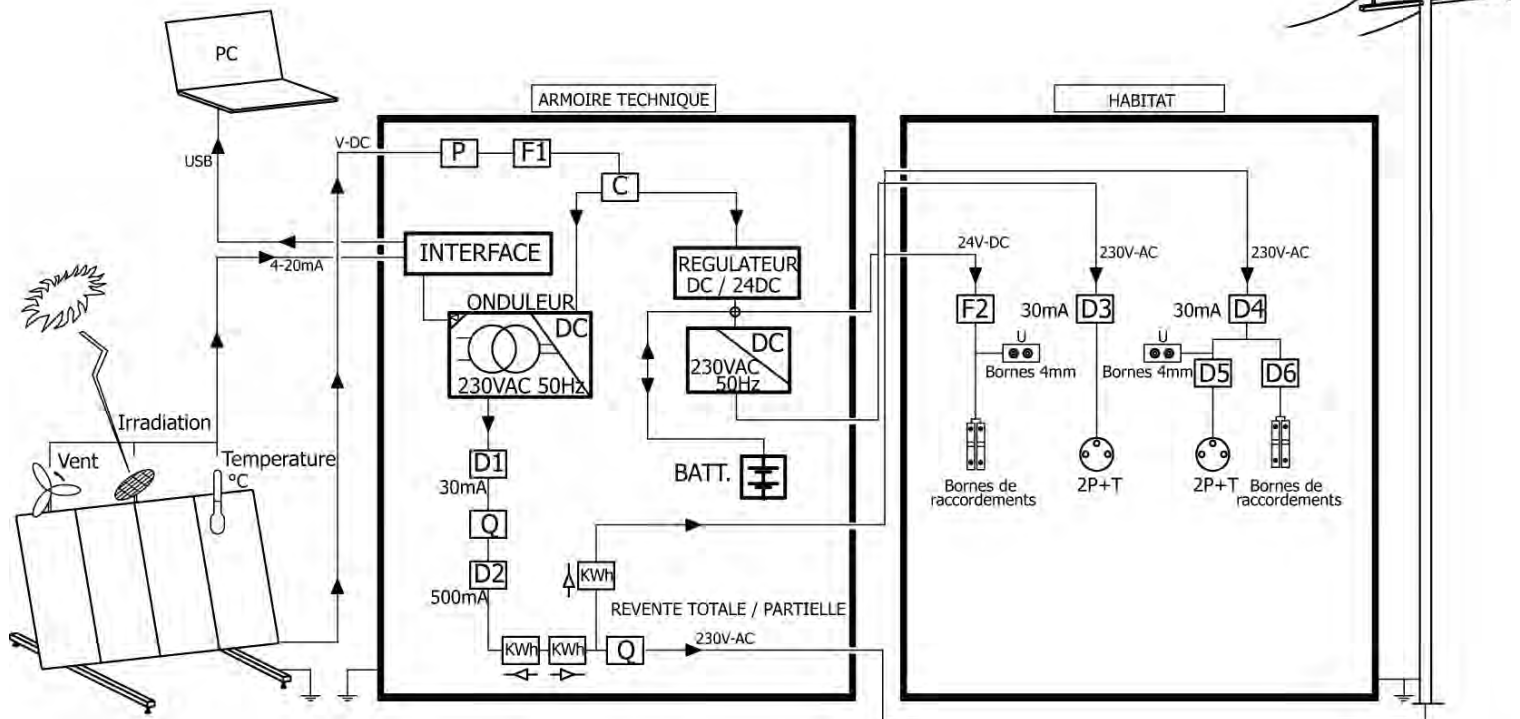 PC
ARMOIRE TECHNIQUE
HABITAT
USB
V-DC
P
F1
C
4-20mA
INTERFACE
REGULATEUR
DC / 24DC
24V-DC
230V-AC
230V-AC
ONDULEUR
DC
230VAC 50Hz
DC
230VAC
50Hz
F2
30mA
D3
30mA
D4
U
Bornes 4mm
U
Bornes 4mm
D5
D6
Irradiation
Vent
Temperature
°C
D1
30mA
BATT.
Bornes de
raccordements
2P+T
2P+T
Bornes de
raccordements
Q
D2
500mA
KWh
REVENTE TOTALE / PARTIELLE
KWh
KWh
Q
230V-AC